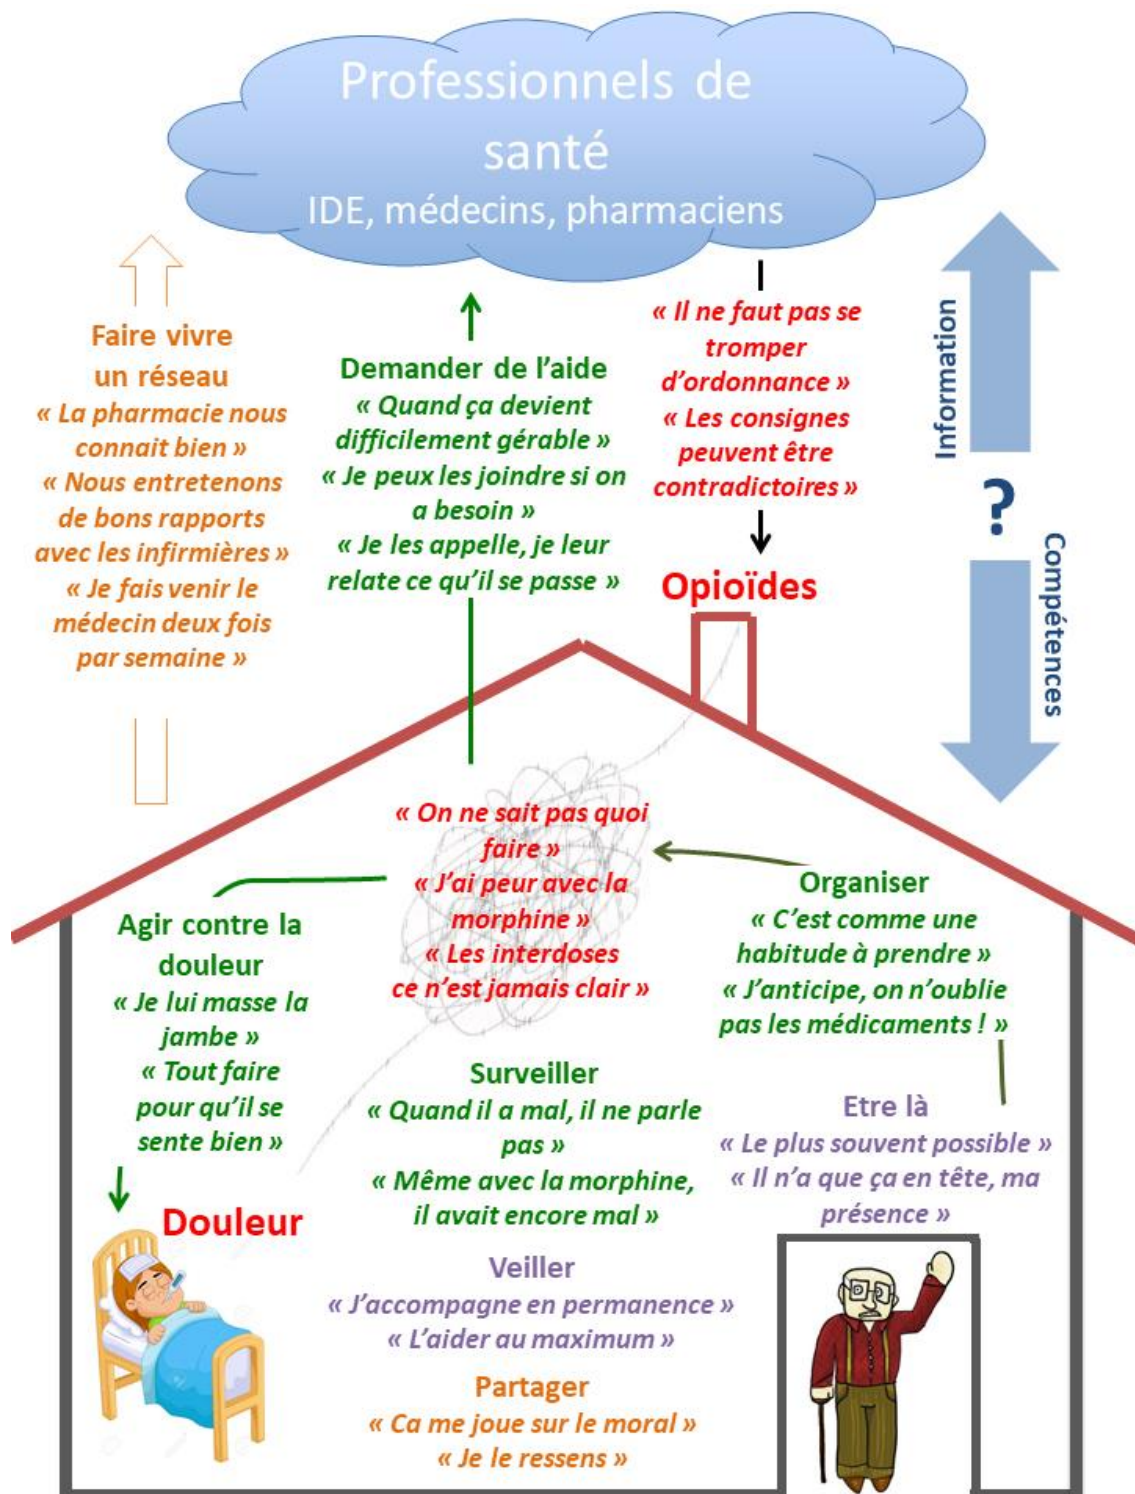 Professionnels de
santé
IDE, médecins, pharmaciens
Faire vivre
un réseau
« La pharmacie nous
connait bien »
« Nous entretenons
de bons rapports
avec les infirmières »
« Je fais venir le
médecin deux fois
par semaine »
Demander de l'aide
« Quand ça devient
difficilement gérable »
« Je peux les joindre si on
a besoin »
« Je les appelle, je leur
relate ce qu'il se passe »
« Il ne faut pas se
tromper
d'ordonnance »
« Les consignes
peuvent être
contradictoires »
Opioïdes
Information
?
Compétences
« On ne sait pas quoi
faire »
« J'ai peur avec la
morphine »
« Les interdoses
ce n'est jamais clair »
Agir contre la
douleur
« Je lui masse la
jambe »
« Tout faire
pour qu'il se
sente bien »
Organiser
« C'est comme une
habitude à prendre »
« J'anticipe, on n'oublie
pas les médicaments ! »
Surveiller
« Quand il a mal, il ne parle
pas »
« Même avec la morphine,
il avait encore mal »
Etre là
« Le plus souvent possible »
« Il n'a que ça en tête, ma
présence »
Douleur
Veiller
« J'accompagne en permanence »
« L'aider au maximum »
Partager
« Ca me joue sur le moral »
« Je le ressens »